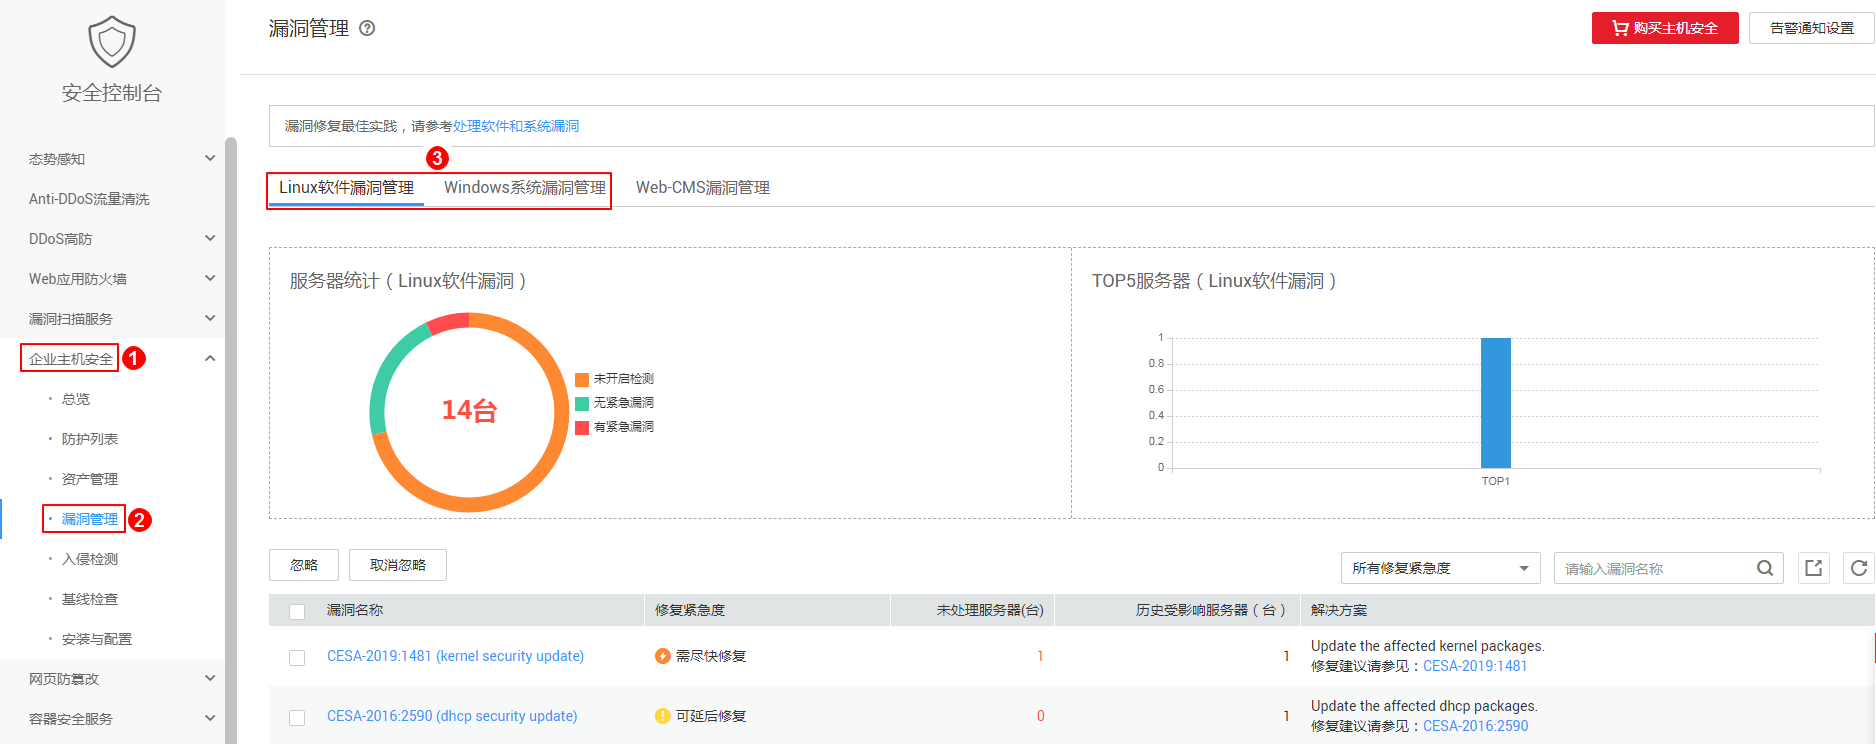 安全控制台
态势感知
Anti-DDoS流量清洗
DDoS高防
Web应用防火墙
漏洞扫描服务
企业主机安全 1
· 总览
· 防护列表
· 资产管理
· 漏洞管理 2
· 入侵检测
· 基线检查
· 安装与配置
网页防篡改
容器安全服务
漏洞管理 ?
购买主机安全 告警通知设置
漏洞修复最佳实践，请参考处理软件和系统漏洞
3
Linux软件漏洞管理 Windows系统漏洞管理 Web-CMS漏洞管理
服务器统计（Linux软件漏洞）
14台
未开启检测
无紧急漏洞
有紧急漏洞
TOP5服务器（Linux软件漏洞）
1
0.8
0.6
0.4
0.2
0
TOP1
忽略 取消忽略 所有修复紧急度 请输入漏洞名称
漏洞名称 修复紧急度 未处理服务器(台) 历史受影响服务器（台） 解决方案
CESA-2019:1481 (kernel security update) 需尽快修复 1 1 Update the affected kernel packages.
修复建议请参见：CESA-2019:1481
CESA-2016:2590 (dhcp security update) 可延后修复 0 1 Update the affected dhcp packages.
修复建议请参见：CESA-2016:2590